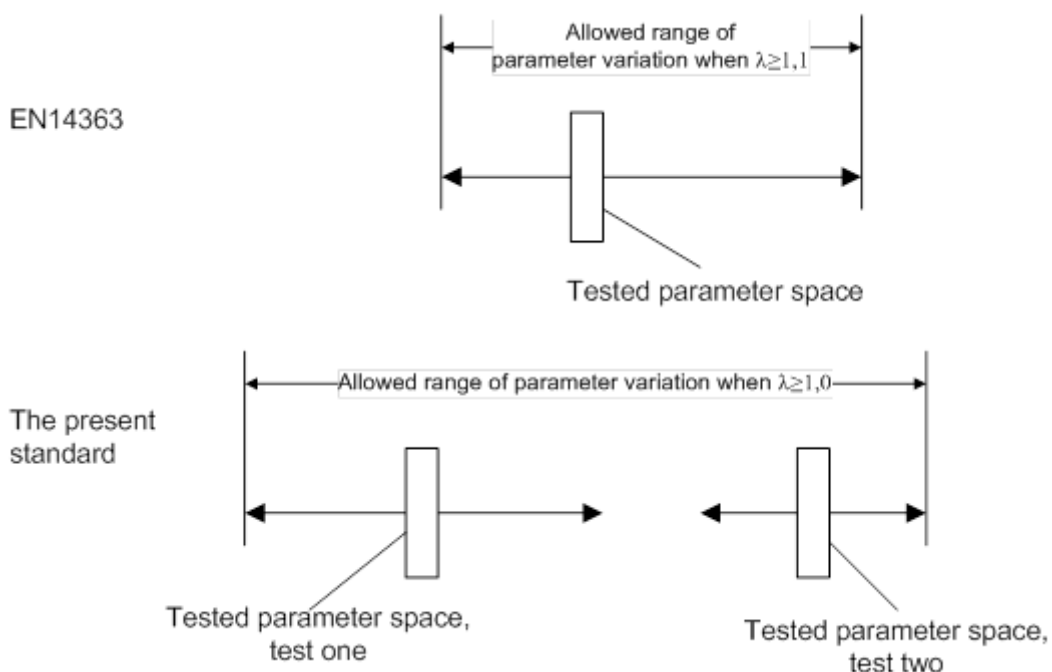 Allowed range of
parameter variation when λ≥1,1
EN14363
Tested parameter space
Allowed range of parameter variation when λ≥1,0
The present
standard
Tested parameter space,
test one
Tested parameter space,
test two